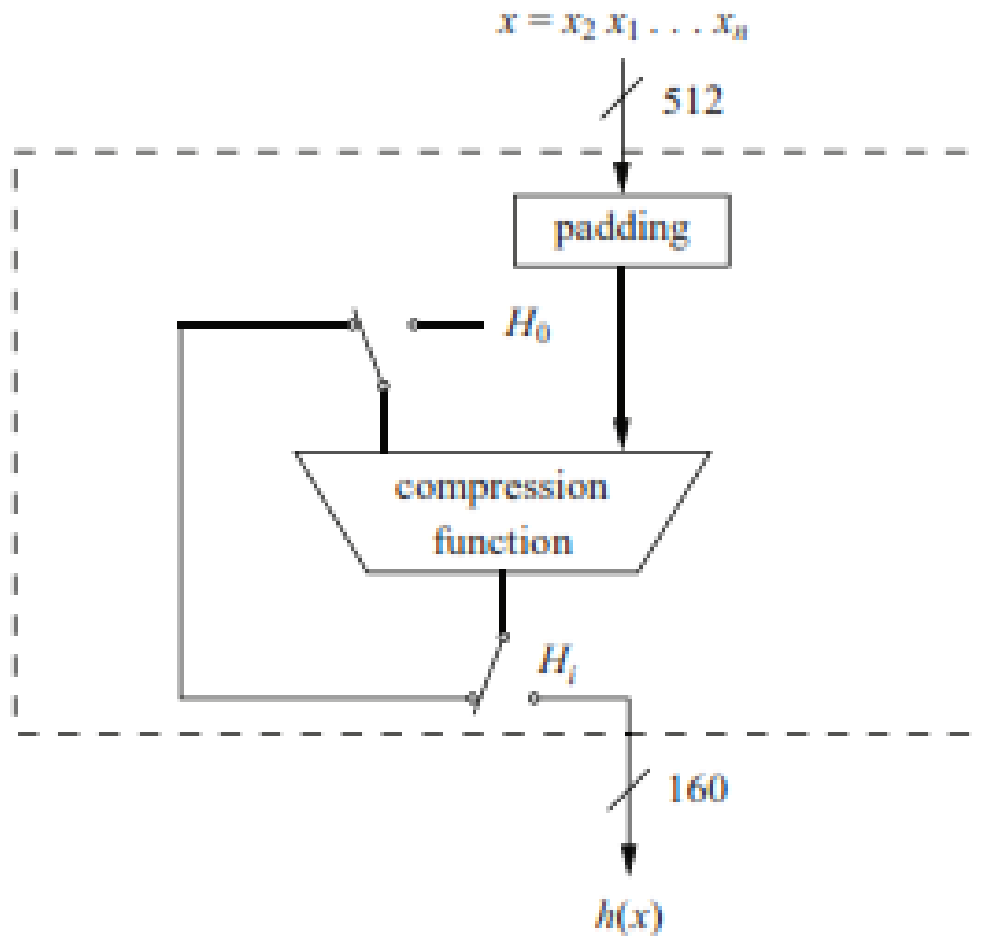 x = x₂ x₁ . . . xₙ
512
padding
H₀
compression
function
Hᵢ
160
h(x)